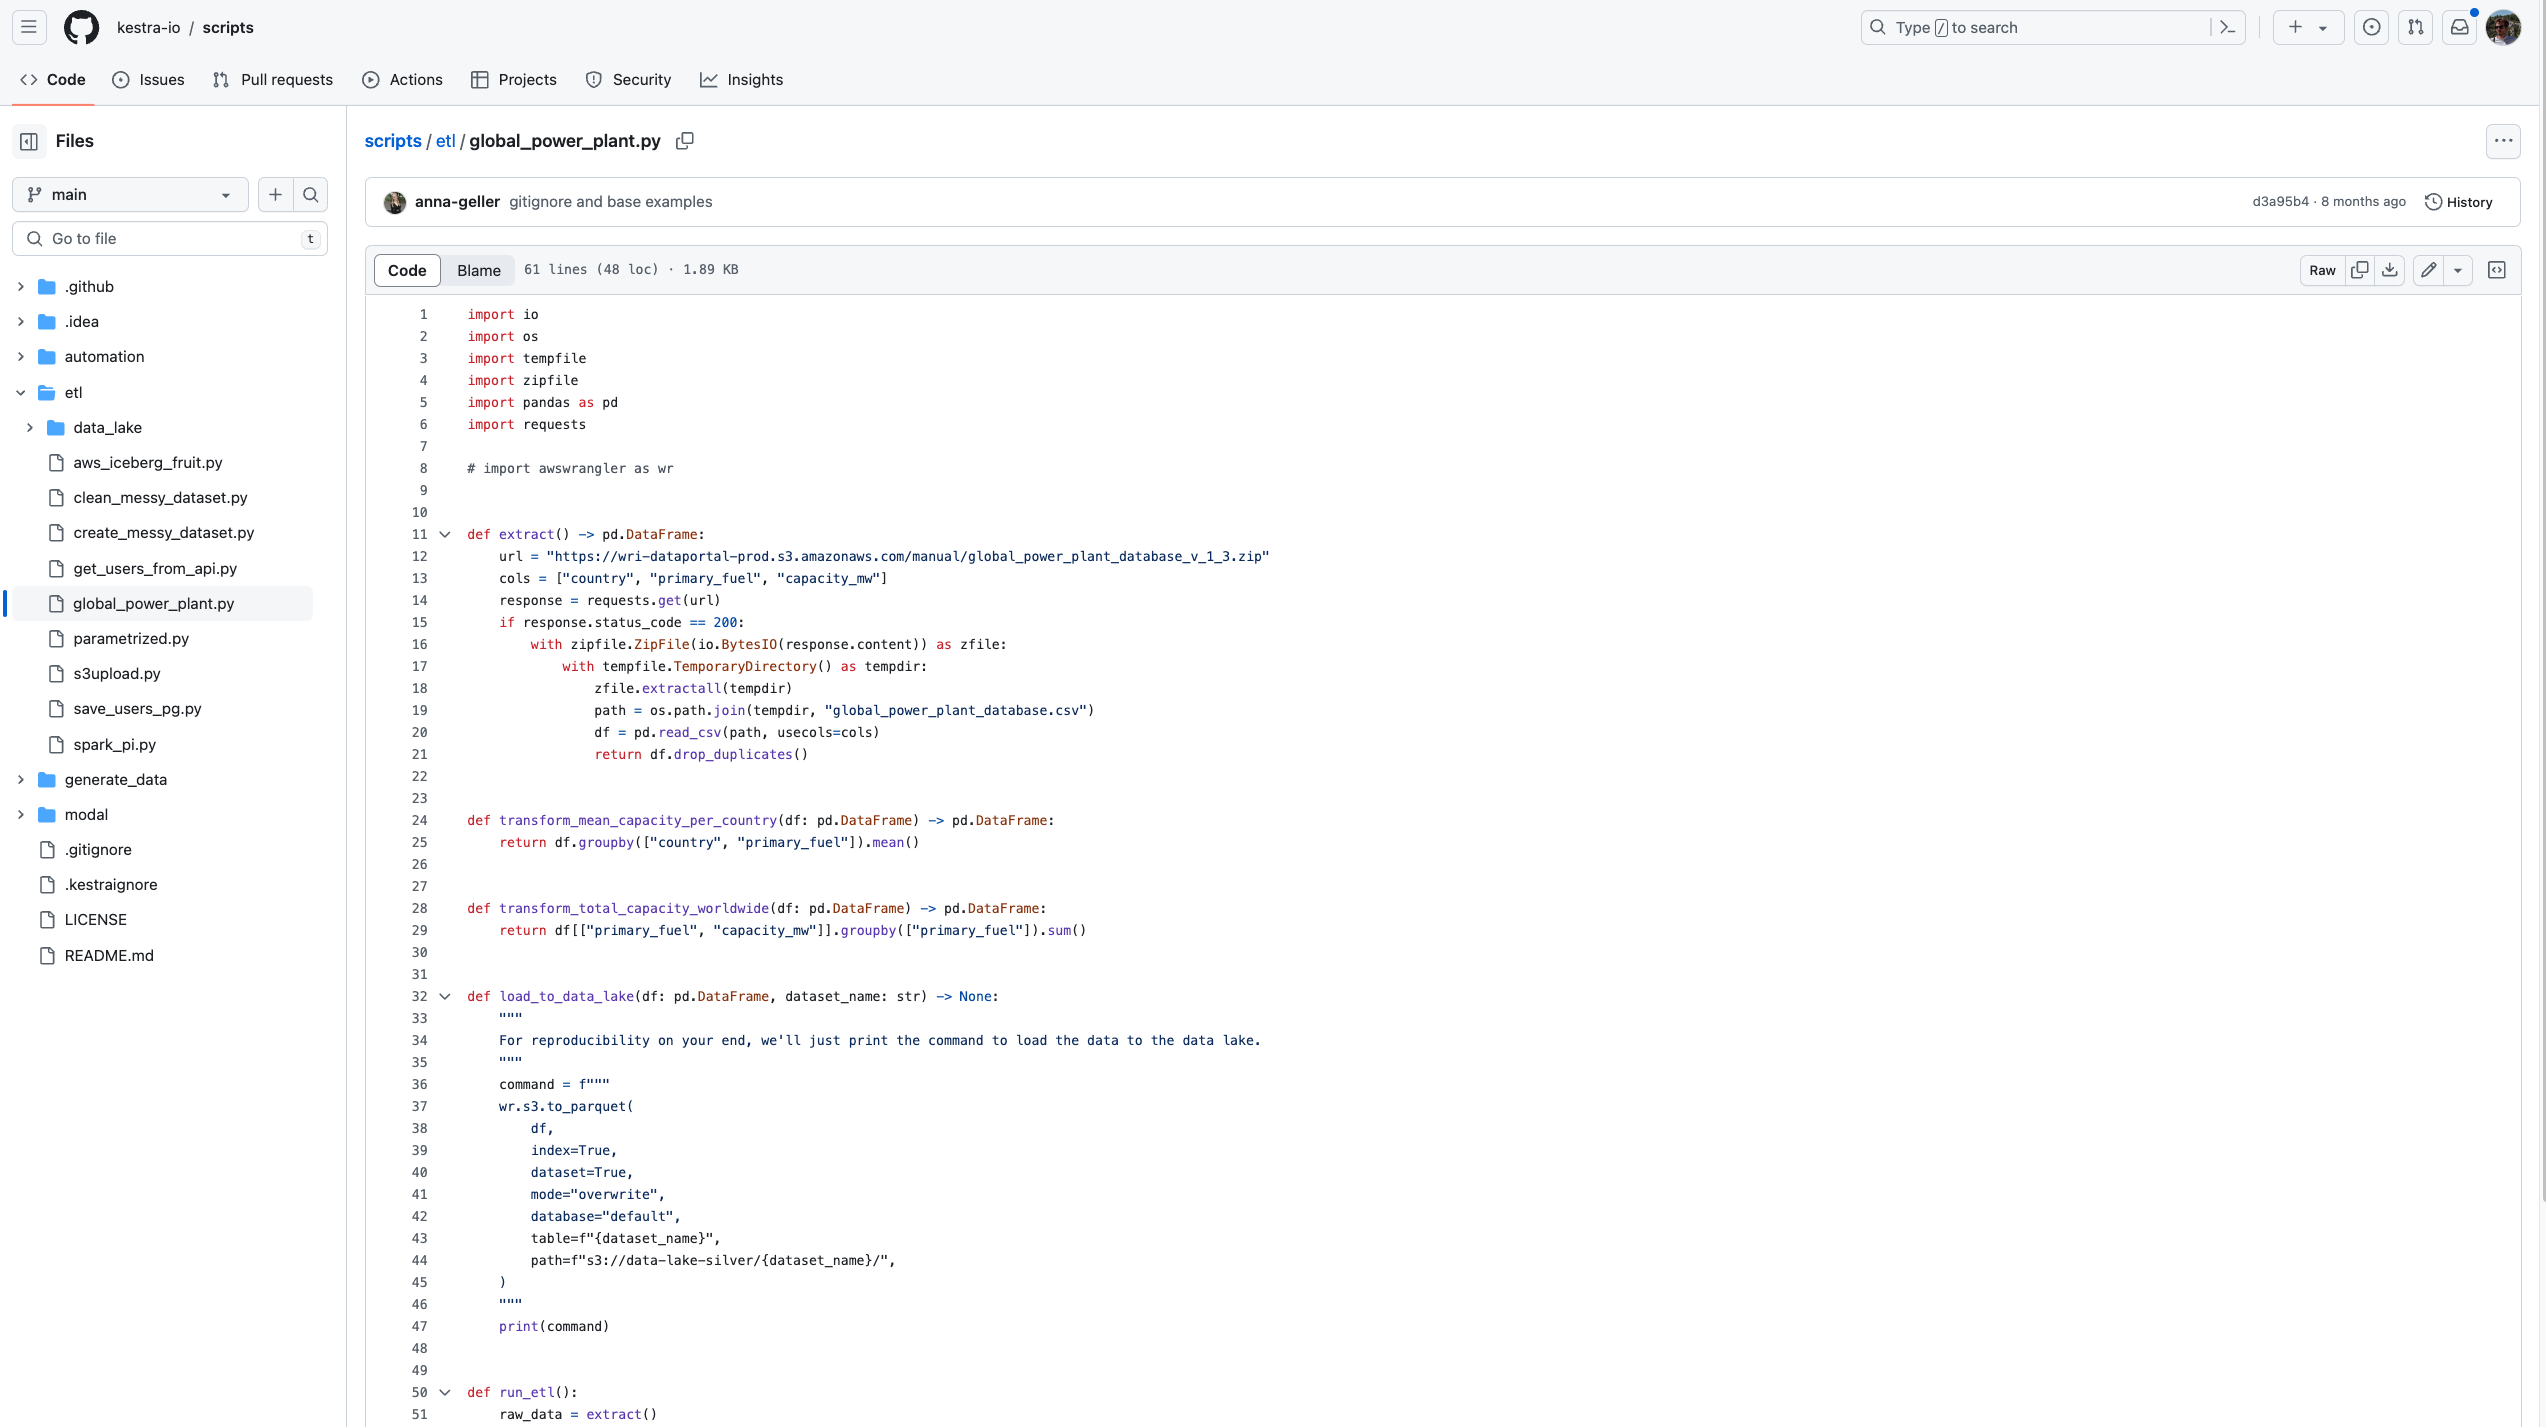 kestra-io / scripts
Type / to search
Code Issues Pull requests Actions Projects Security Insights
Files
main
Go to file t
.github
.idea
automation
etl
data_lake
aws_iceberg_fruit.py
clean_messy_dataset.py
create_messy_dataset.py
get_users_from_api.py
global_power_plant.py
parametrized.py
s3upload.py
save_users_pg.py
spark_pi.py
generate_data
modal
.gitignore
.kestraignore
LICENSE
README.md
scripts / etl / global_power_plant.py
anna-geller gitignore and base examples d3a95b4 · 8 months ago History
Code Blame 61 lines (48 loc) · 1.89 KB Raw
1 import io
2 import os
3 import tempfile
4 import zipfile
5 import pandas as pd
6 import requests
7
8 # import awswrangler as wr
9
10
11 def extract() -> pd.DataFrame:
12     url = "https://wri-dataportal-prod.s3.amazonaws.com/manual/global_power_plant_database_v_1_3.zip"
13     cols = ["country", "primary_fuel", "capacity_mw"]
14     response = requests.get(url)
15     if response.status_code == 200:
16         with zipfile.ZipFile(io.BytesIO(response.content)) as zfile:
17             with tempfile.TemporaryDirectory() as tempdir:
18                 zfile.extractall(tempdir)
19                 path = os.path.join(tempdir, "global_power_plant_database.csv")
20                 df = pd.read_csv(path, usecols=cols)
21                 return df.drop_duplicates()
22
23
24 def transform_mean_capacity_per_country(df: pd.DataFrame) -> pd.DataFrame:
25     return df.groupby(["country", "primary_fuel"]).mean()
26
27
28 def transform_total_capacity_worldwide(df: pd.DataFrame) -> pd.DataFrame:
29     return df[["primary_fuel", "capacity_mw"]].groupby(["primary_fuel"]).sum()
30
31
32 def load_to_data_lake(df: pd.DataFrame, dataset_name: str) -> None:
33     """
34     For reproducibility on your end, we'll just print the command to load the data to the data lake.
35     """
36     command = f"""
37     wr.s3.to_parquet(
38         df,
39         index=True,
40         dataset=True,
41         mode="overwrite",
42         database="default",
43         table=f"{dataset_name}",
44         path=f"s3://data-lake-silver/{dataset_name}/",
45     )
46     """
47     print(command)
48
49
50 def run_etl():
51     raw_data = extract()